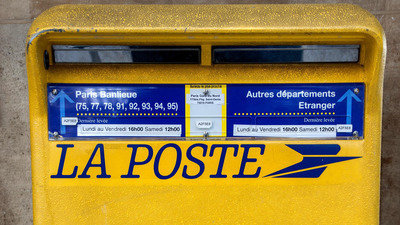 Paris Banlieue
(75, 77, 78, 91, 92, 93, 94, 95)
Dernière levée
Lundi au Vendredi 16h00 Samedi 12h00
Autres départements
Etranger
Dernière levée
Lundi au Vendredi 16h00 Samedi 12h00
LA POSTE